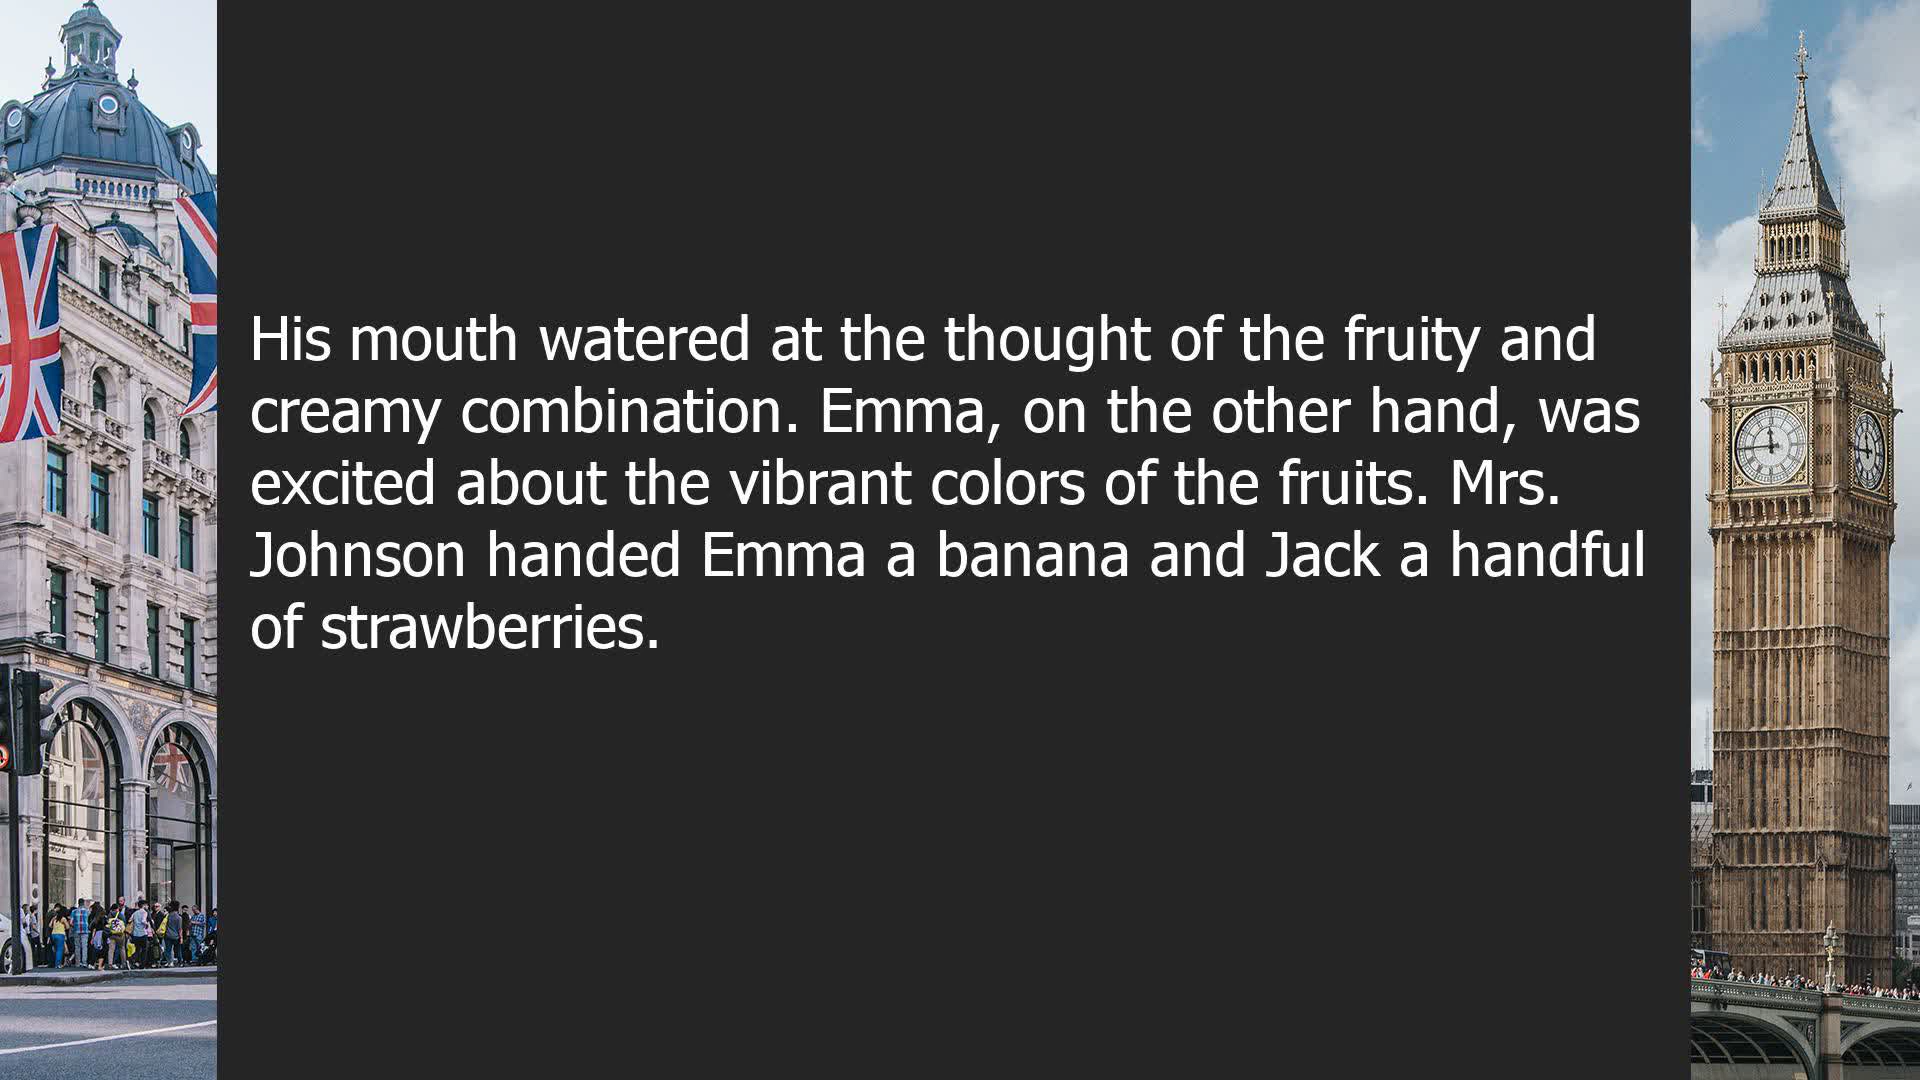 His mouth watered at the thought of the fruity and
creamy combination. Emma, on the other hand, was
excited about the vibrant colors of the fruits. Mrs.
Johnson handed Emma a banana and Jack a handful
of strawberries.